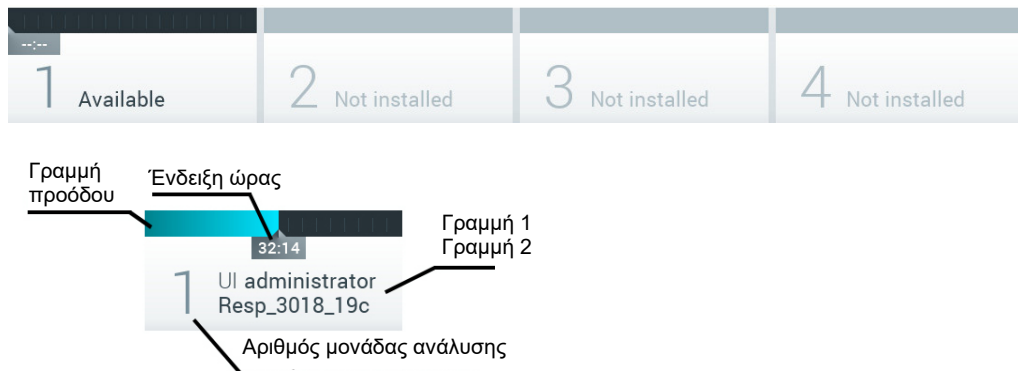 --:--
1 Available
2 Not installed
3 Not installed
4 Not installed
Γραμμή
προόδου
Ένδειξη ώρας
Γραμμή 1
Γραμμή 2
32:14
1
UI administrator
Resp_3018_19c
Αριθμός μονάδας ανάλυσης